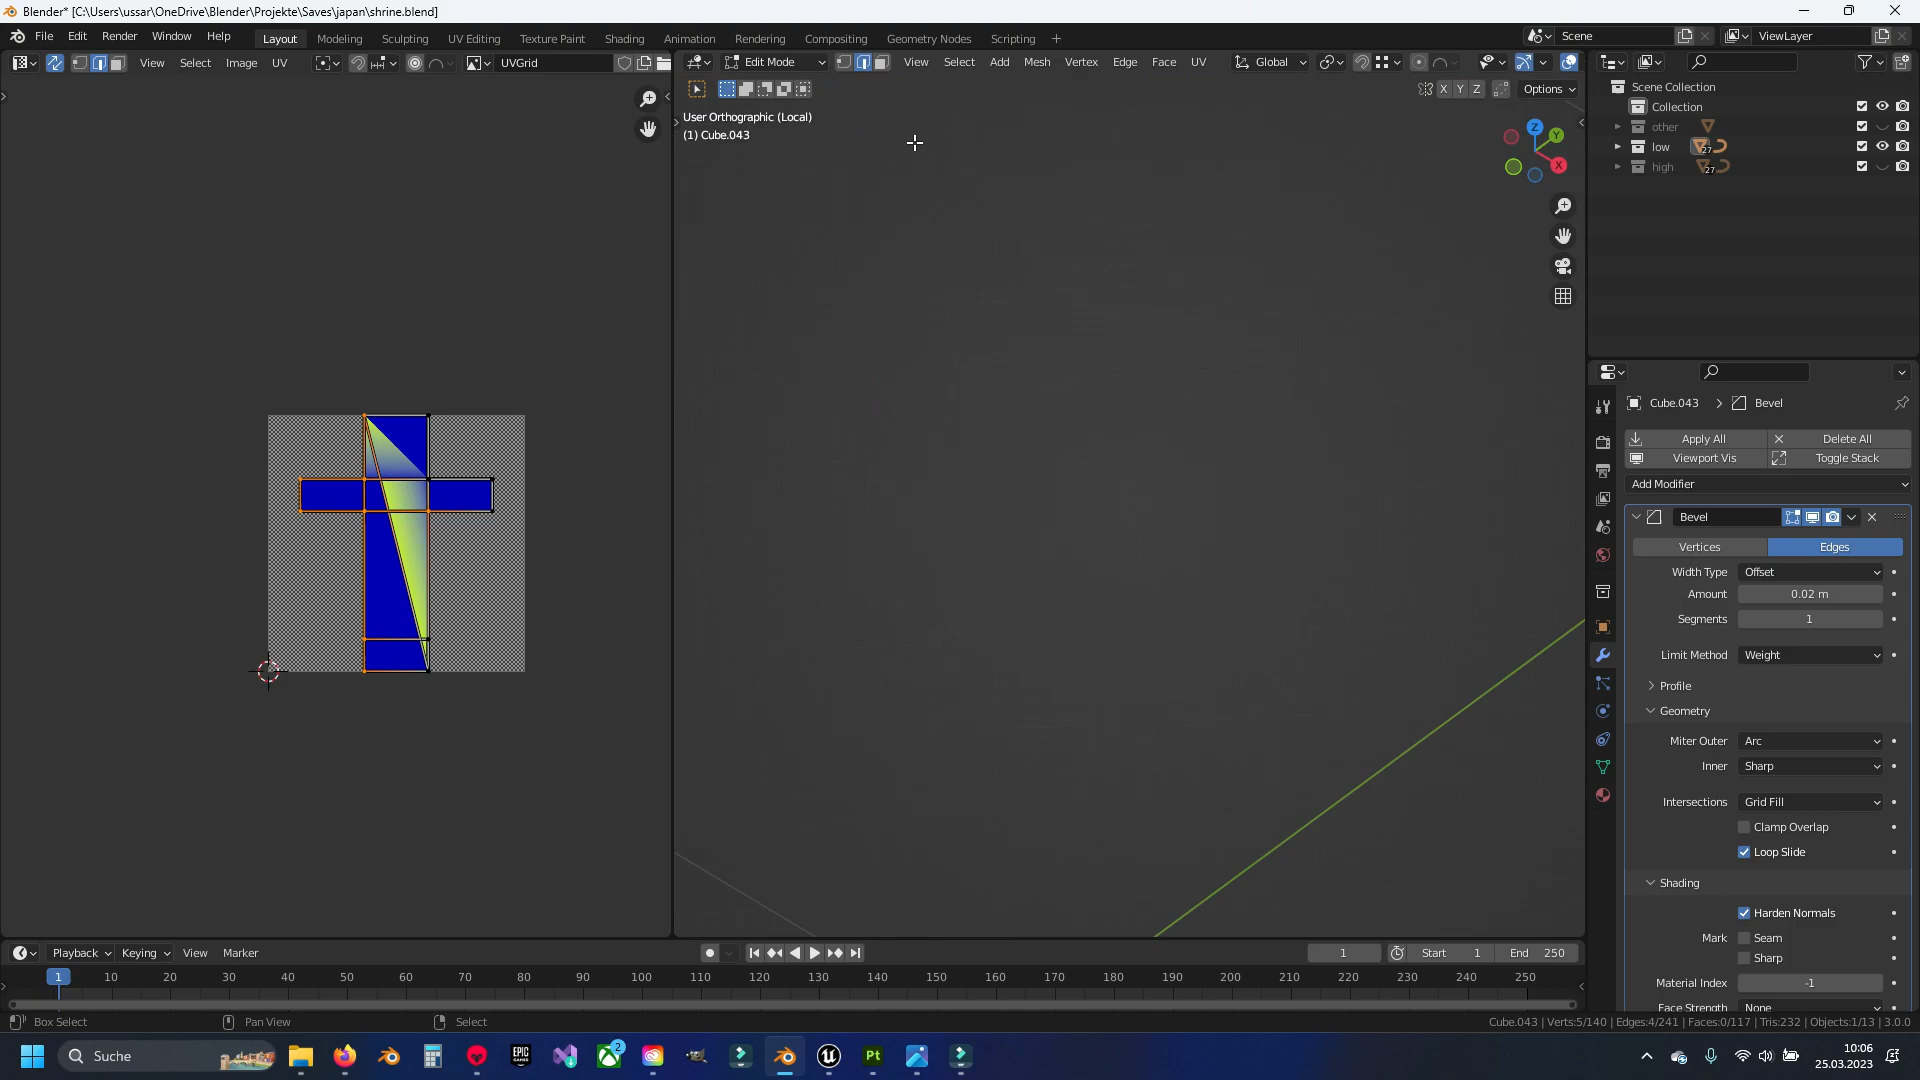 Blender* [C:\Users\ussar\OneDrive\Blender\Projekte\Saves\japan\shrine.blend]
File Edit Render Window Help Layout Modeling Sculpting UV Editing Texture Paint Shading Animation Rendering Compositing Geometry Nodes Scripting + Scene ViewLayer
View Select Image UV UVGrid
Edit Mode View Select Add Mesh Vertex Edge Face UV Global
X Y Z Options
User Orthographic (Local)
(1) Cube.043
Z Y X
Scene Collection
Collection
other
low 27
high 27
Cube.043 > Bevel
Apply All Delete All
Viewport Vis Toggle Stack
Add Modifier
Bevel
Vertices Edges
Width Type Offset
Amount 0.02 m
Segments 1
Limit Method Weight
Profile
Geometry
Miter Outer Arc
Inner Sharp
Intersections Grid Fill
Clamp Overlap
Loop Slide
Shading
Harden Normals
Mark Seam
Sharp
Material Index -1
Face Strength None
Playback Keying View Marker 1 Start 1 End 250
1 10 20 30 40 50 60 70 80 90 100 110 120 130 140 150 160 170 180 190 200 210 220 230 240 250
Box Select Pan View Select Cube.043 | Verts:5/140 | Edges:4/241 | Faces:0/117 | Tris:232 | Objects:1/13 | 3.0.0
Suche EPIC GAMES 2 Pt 10:06
25.03.2023